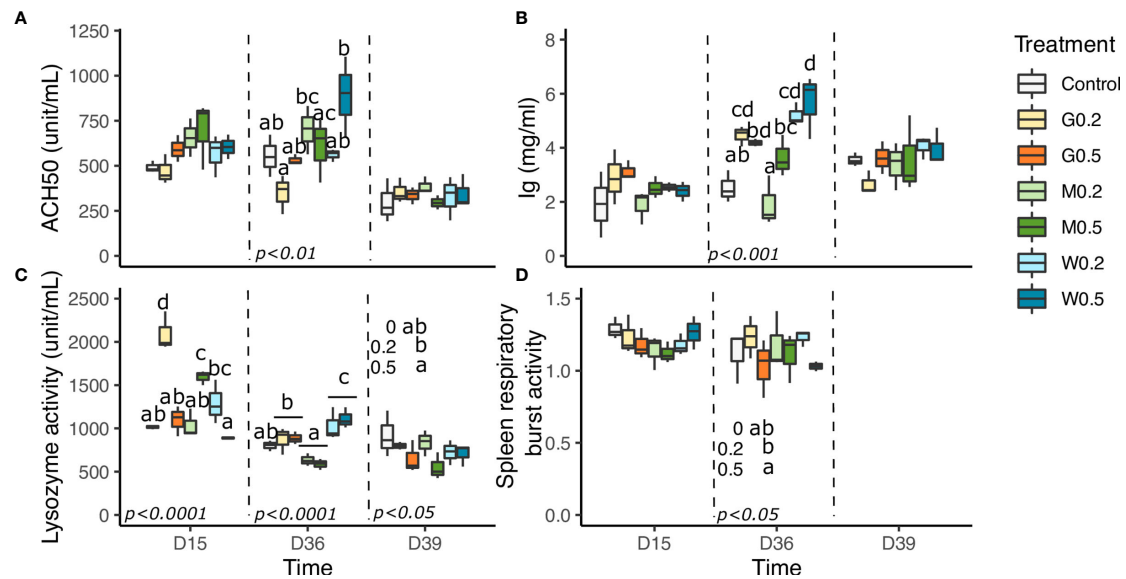 A
ACH50 (unit/mL)
1250
1000
750
500
250
0
ab
a
ab
bc
ac
ab
b
p<0.01
B
Ig (mg/ml)
8
6
4
2
0
ab
cd
bd
a
bc
cd
d
p<0.001
C
Lysozyme activity (unit/mL)
2500
2000
1500
1000
500
0
ab
d
ab
ab
c
bc
a
ab
b
a
c
0 ab
0.2 b
0.5 a
p<0.0001
p<0.0001
p<0.05
D15
D36
D39
Time
D
Spleen respiratory
burst activity
1.5
1.0
0.5
0.0
0 ab
0.2 b
0.5 a
p<0.05
D15
D36
D39
Time
Treatment
Control
G0.2
G0.5
M0.2
M0.5
W0.2
W0.5